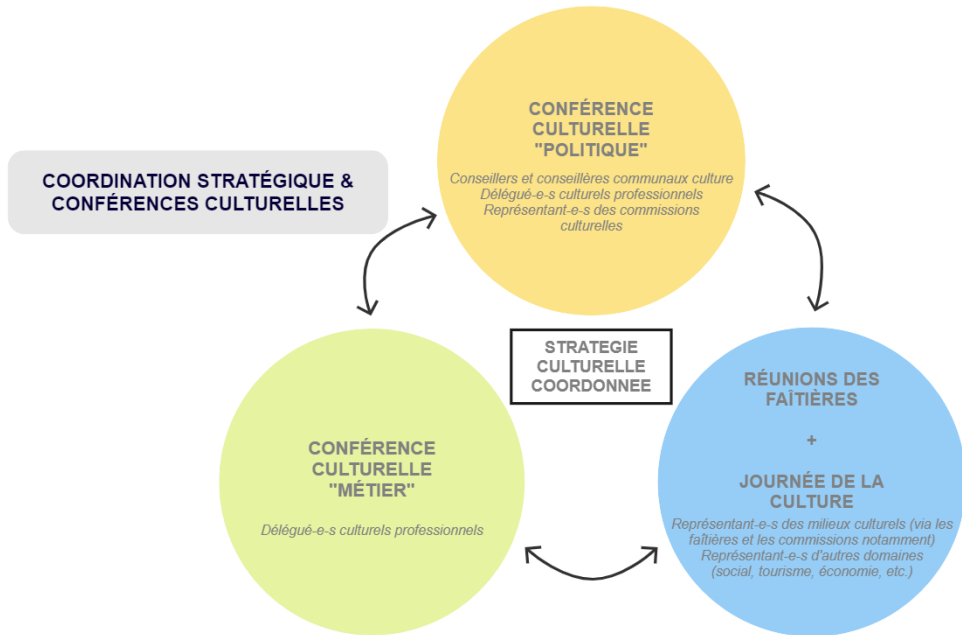 COORDINATION STRATÉGIQUE &
CONFÉRENCES CULTURELLES
CONFÉRENCE
CULTURELLE
"POLITIQUE"
Conseillers et conseillères communaux culture
Délégué-e-s culturels professionnels
Représentant-e-s des commissions
culturelles
STRATEGIE
CULTURELLE
COORDONNEE
CONFÉRENCE
CULTURELLE
"MÉTIER"
Délégué-e-s culturels professionnels
RÉUNIONS DES
FAÎTIÈRES
+
JOURNÉE DE LA
CULTURE
Représentant-e-s des milieux culturels (via les
faîtières et les commissions notamment)
Représentant-e-s d'autres domaines
(social, tourisme, économie, etc.)